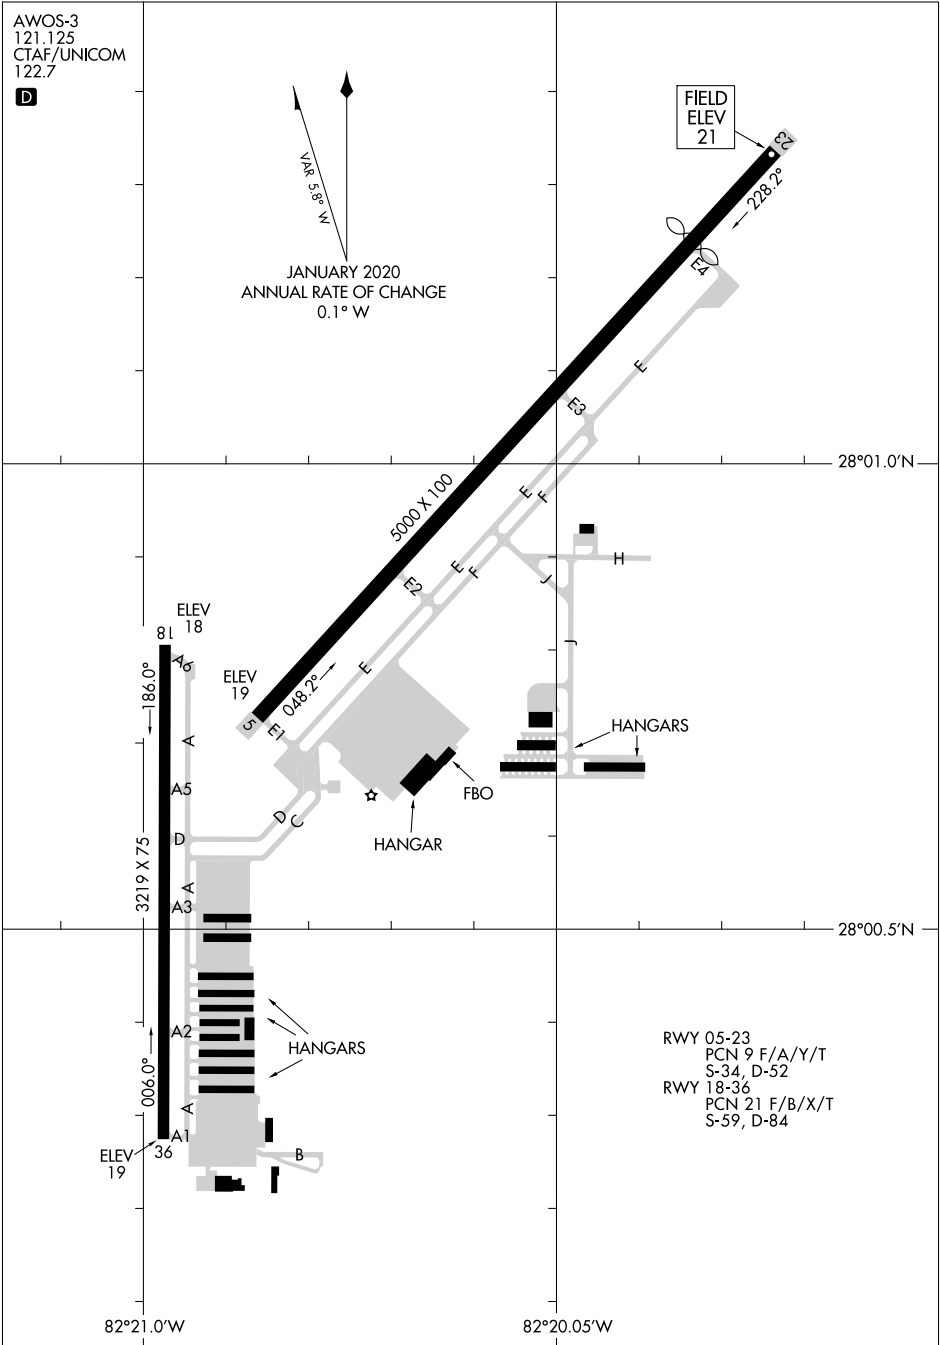 AWOS-3
121.125
CTAF/UNICOM
122.7
D
VAR 5.8° W
JANUARY 2020
ANNUAL RATE OF CHANGE
0.1° W
FIELD
ELEV
21
23
228.2°
E4
E
E3
28°01.0'N
5000 X 100
E
F
H
J
E
F
E2
J
ELEV
18
18
A6
E
ELEV
19
048.2°
186.0°
5
E1
A
HANGARS
A5
FBO
D
C
D
HANGAR
3219 X 75
A
A3
28°00.5'N
A2
HANGARS
RWY 05-23
PCN 9 F/A/Y/T
S-34, D-52
RWY 18-36
PCN 21 F/B/X/T
S-59, D-84
006.0°
A
A1
36
ELEV
19
B
82°21.0'W
82°20.05'W